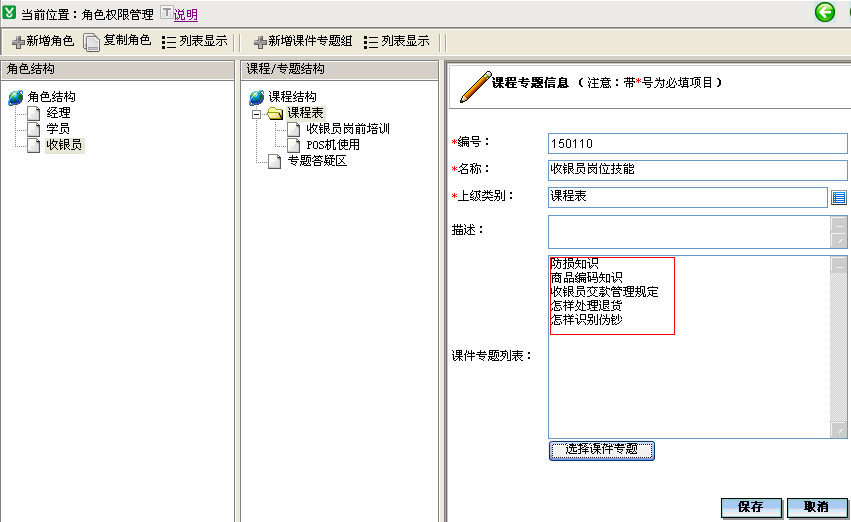 当前位置：角色权限管理 说明
新增角色 复制角色 列表显示 新增课件专题组 列表显示
角色结构
角色结构
经理
学员
收银员
课程/专题结构
课程结构
课程表
收银员岗前培训
POS机使用
专题答疑区
课程专题信息（注意：带*号为必填项目）
*编号： 150110
*名称： 收银员岗位技能
*上级类别： 课程表
描述：
课件专题列表：
防损知识
商品编码知识
收银员交款管理规定
怎样处理退货
怎样识别伪钞
选择课件专题
保存 取消